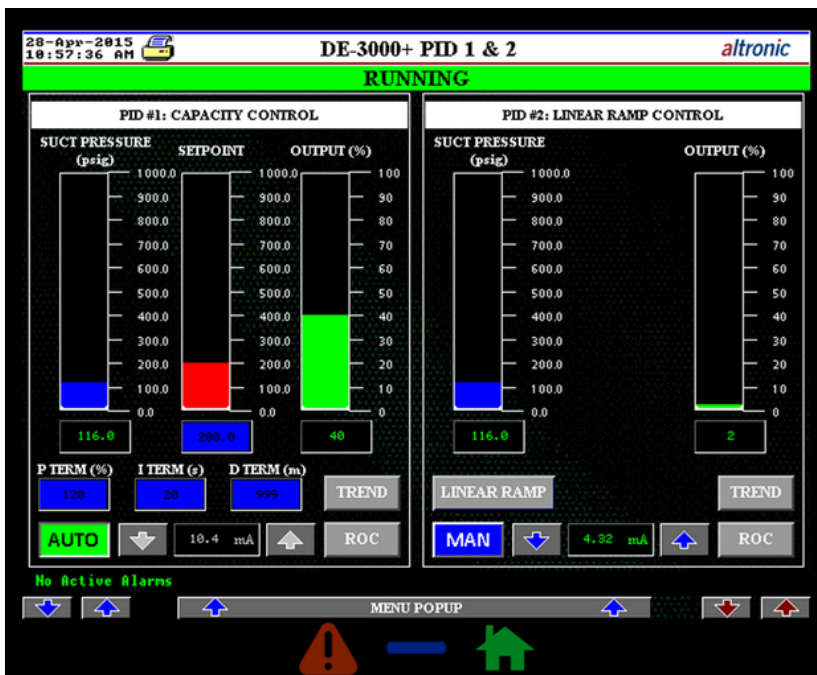 28-Apr-2015
10:57:36 AM
DE-3000+ PID 1 & 2
altronic
RUNNING
PID #1: CAPACITY CONTROL
SUCT PRESSURE
(psig)
SETPOINT
OUTPUT (%)
1000.0 1000.0 100
900.0 900.0 90
800.0 800.0 80
700.0 700.0 70
600.0 600.0 60
500.0 500.0 50
400.0 400.0 40
300.0 300.0 30
200.0 200.0 20
100.0 100.0 10
0.0 0.0 0
116.0 200.0 40
P TERM (%) I TERM (s) D TERM (m)
120 20 999 TREND
AUTO 10.4 mA ROC
PID #2: LINEAR RAMP CONTROL
SUCT PRESSURE
(psig)
OUTPUT (%)
1000.0 100
900.0 90
800.0 80
700.0 70
600.0 60
500.0 50
400.0 40
300.0 30
200.0 20
100.0 10
0.0 0
116.0 2
LINEAR RAMP TREND
MAN 4.32 mA ROC
No Active Alarms
MENU POPUP